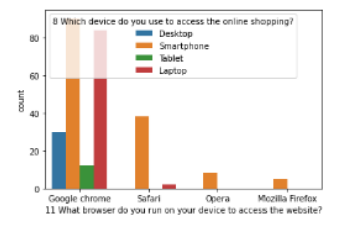 8 Which device do you use to access the online shopping?
Desktop
Smartphone
Tablet
Laptop
80
60
40
20
0
count
Google chrome Safari Opera Mozilla Firefox
11 What browser do you run on your device to access the website?